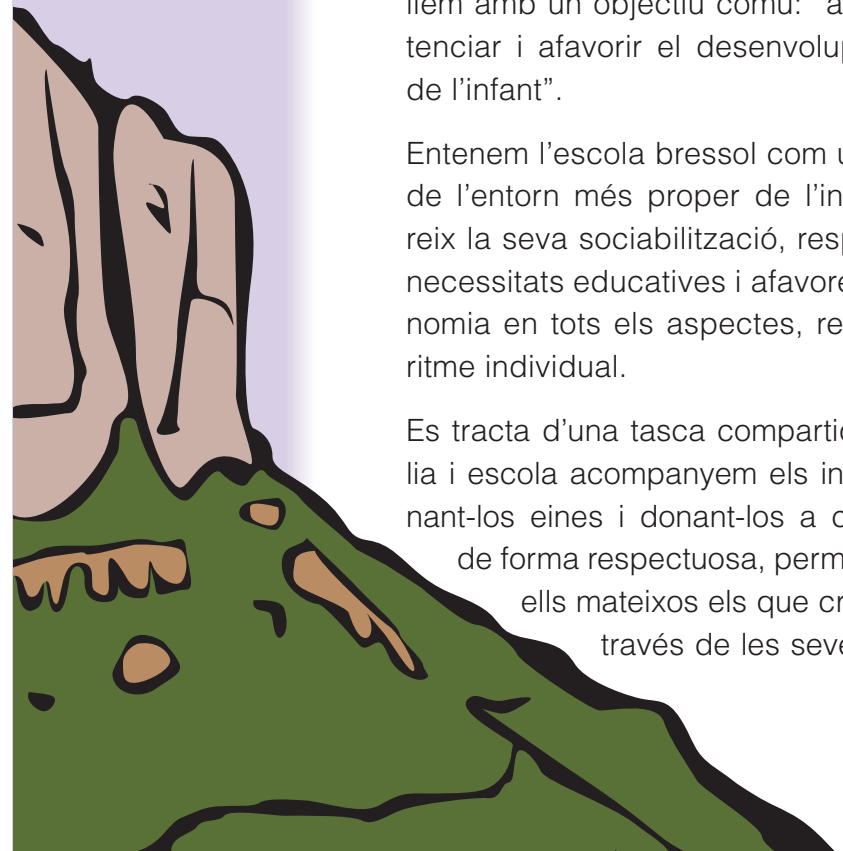 llem amb un objectiu comú: “a
tenciar i afavorir el desenvolup
de l’infant”.
Entenem l’escola bressol com u
de l’entorn més proper de l’in
reix la seva sociabilització, resp
necessitats educatives i afavore
nomia en tots els aspectes, re
ritme individual.
Es tracta d’una tasca compartic
lia i escola acompanyem els in
nant-los eines i donant-los a c
de forma respectuosa, perm
ells mateixos els que cr
través de les seve